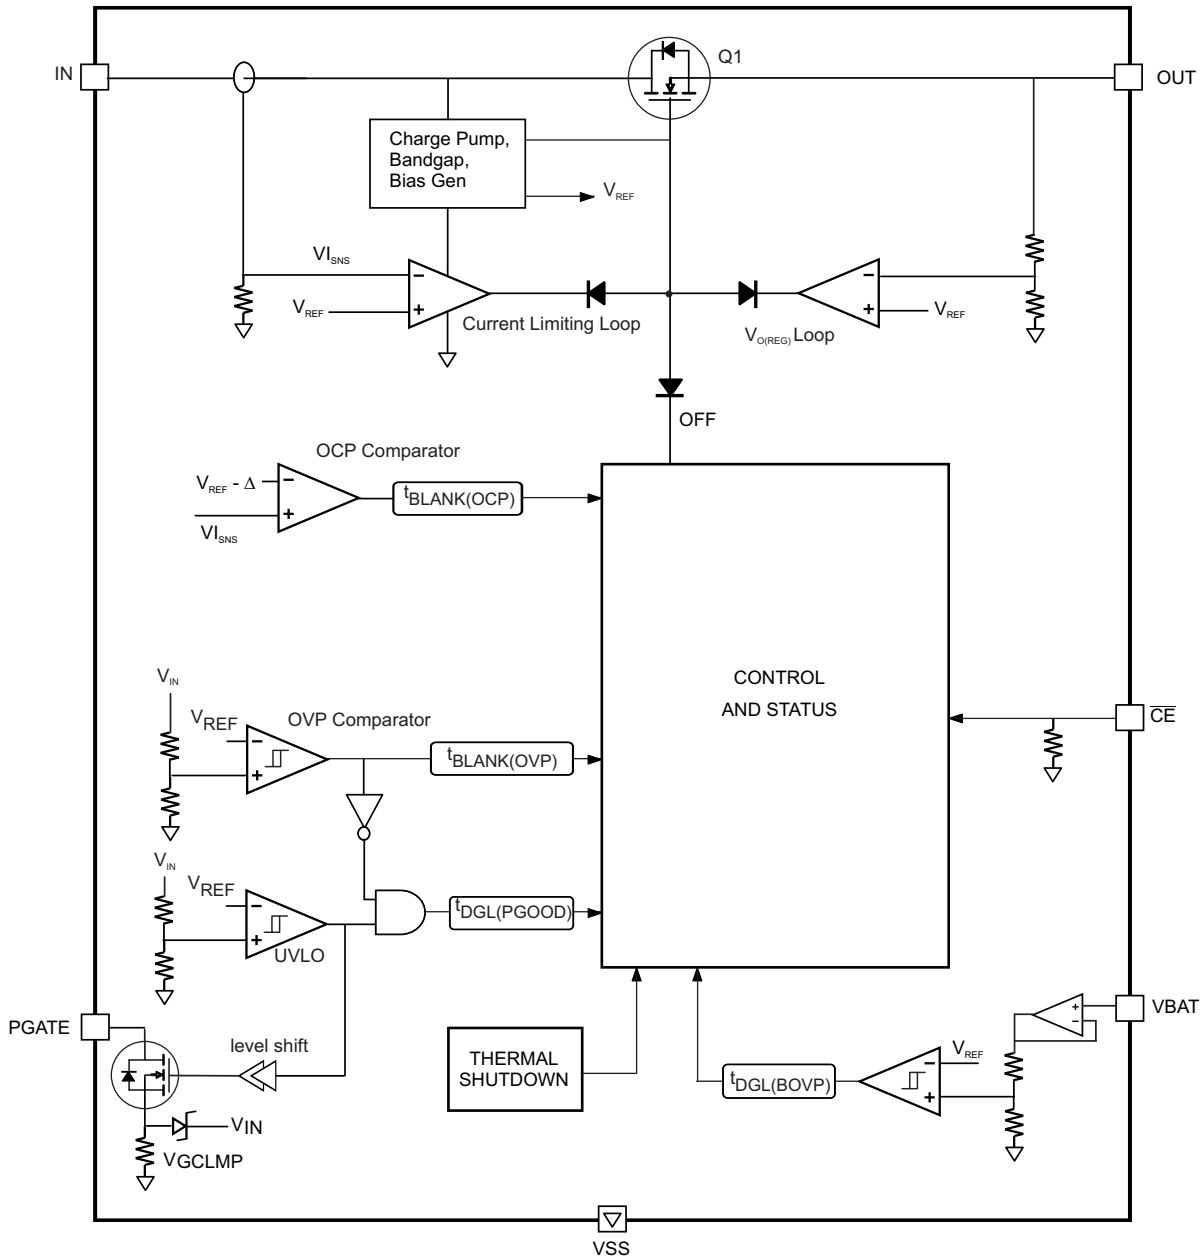 IN
Q1
OUT
Charge Pump,
Bandgap,
Bias Gen
VREF
VISNS
VREF
Current Limiting Loop
VREF
VO(REG) Loop
OFF
OCP Comparator
VREF - Δ
tBLANK(OCP)
VISNS
CONTROL
AND STATUS
VIN
VREF
OVP Comparator
tBLANK(OVP)
CE
VIN
VREF
tDGL(PGOOD)
UVLO
PGATE
level shift
VIN
VGCLMP
THERMAL
SHUTDOWN
tDGL(BOVP)
VREF
VBAT
VSS